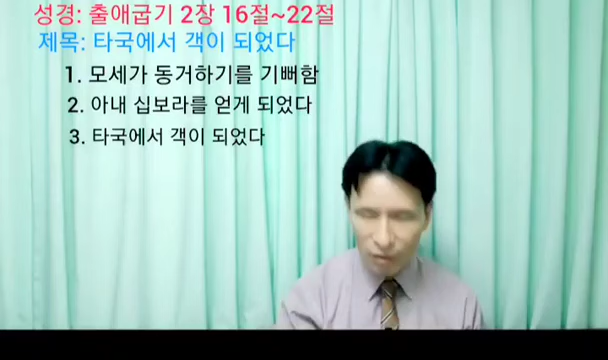 성경: 출애굽기 2장 16절~22절
제목: 타국에서 객이 되었다
1. 모세가 동거하기를 기뻐함
2. 아내 십보라를 얻게 되었다
3. 타국에서 객이 되었다